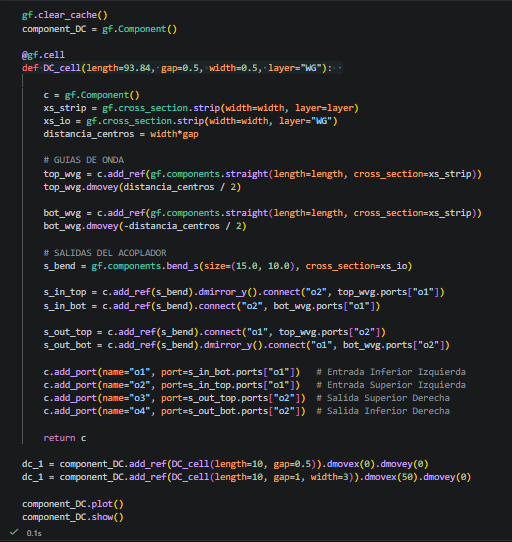 gf.clear_cache()
component_DC = gf.Component()
@gf.cell
def DC_cell(length=93.84, gap=0.5, width=0.5, layer="WG"):
c = gf.Component()
xs_strip = gf.cross_section.strip(width=width, layer=layer)
xs_io = gf.cross_section.strip(width=width, layer="WG")
distancia_centros = width*gap
# GUIAS DE ONDA
top_wvg = c.add_ref(gf.components.straight(length=length, cross_section=xs_strip))
top_wvg.dmovey(distancia_centros / 2)
bot_wvg = c.add_ref(gf.components.straight(length=length, cross_section=xs_strip))
bot_wvg.dmovey(-distancia_centros / 2)
# SALIDAS DEL ACOPLADOR
s_bend = gf.components.bend_s(size=(15.0, 10.0), cross_section=xs_io)
s_in_top = c.add_ref(s_bend).dmirror_y().connect("o2", top_wvg.ports["o1"])
s_in_bot = c.add_ref(s_bend).connect("o2", bot_wvg.ports["o1"])
s_out_top = c.add_ref(s_bend).connect("o1", top_wvg.ports["o2"])
s_out_bot = c.add_ref(s_bend).dmirror_y().connect("o1", bot_wvg.ports["o2"])
c.add_port(name="o1", port=s_in_bot.ports["o1"]) # Entrada Inferior Izquierda
c.add_port(name="o2", port=s_in_top.ports["o1"]) # Entrada Superior Izquierda
c.add_port(name="o3", port=s_out_top.ports["o2"]) # Salida Superior Derecha
c.add_port(name="o4", port=s_out_bot.ports["o2"]) # Salida Inferior Derecha
return c
dc_1 = component_DC.add_ref(DC_cell(length=10, gap=0.5)).dmovex(0).dmovey(0)
dc_1 = component_DC.add_ref(DC_cell(length=10, gap=1, width=3)).dmovex(50).dmovey(0)
component_DC.plot()
component_DC.show()
0.1s